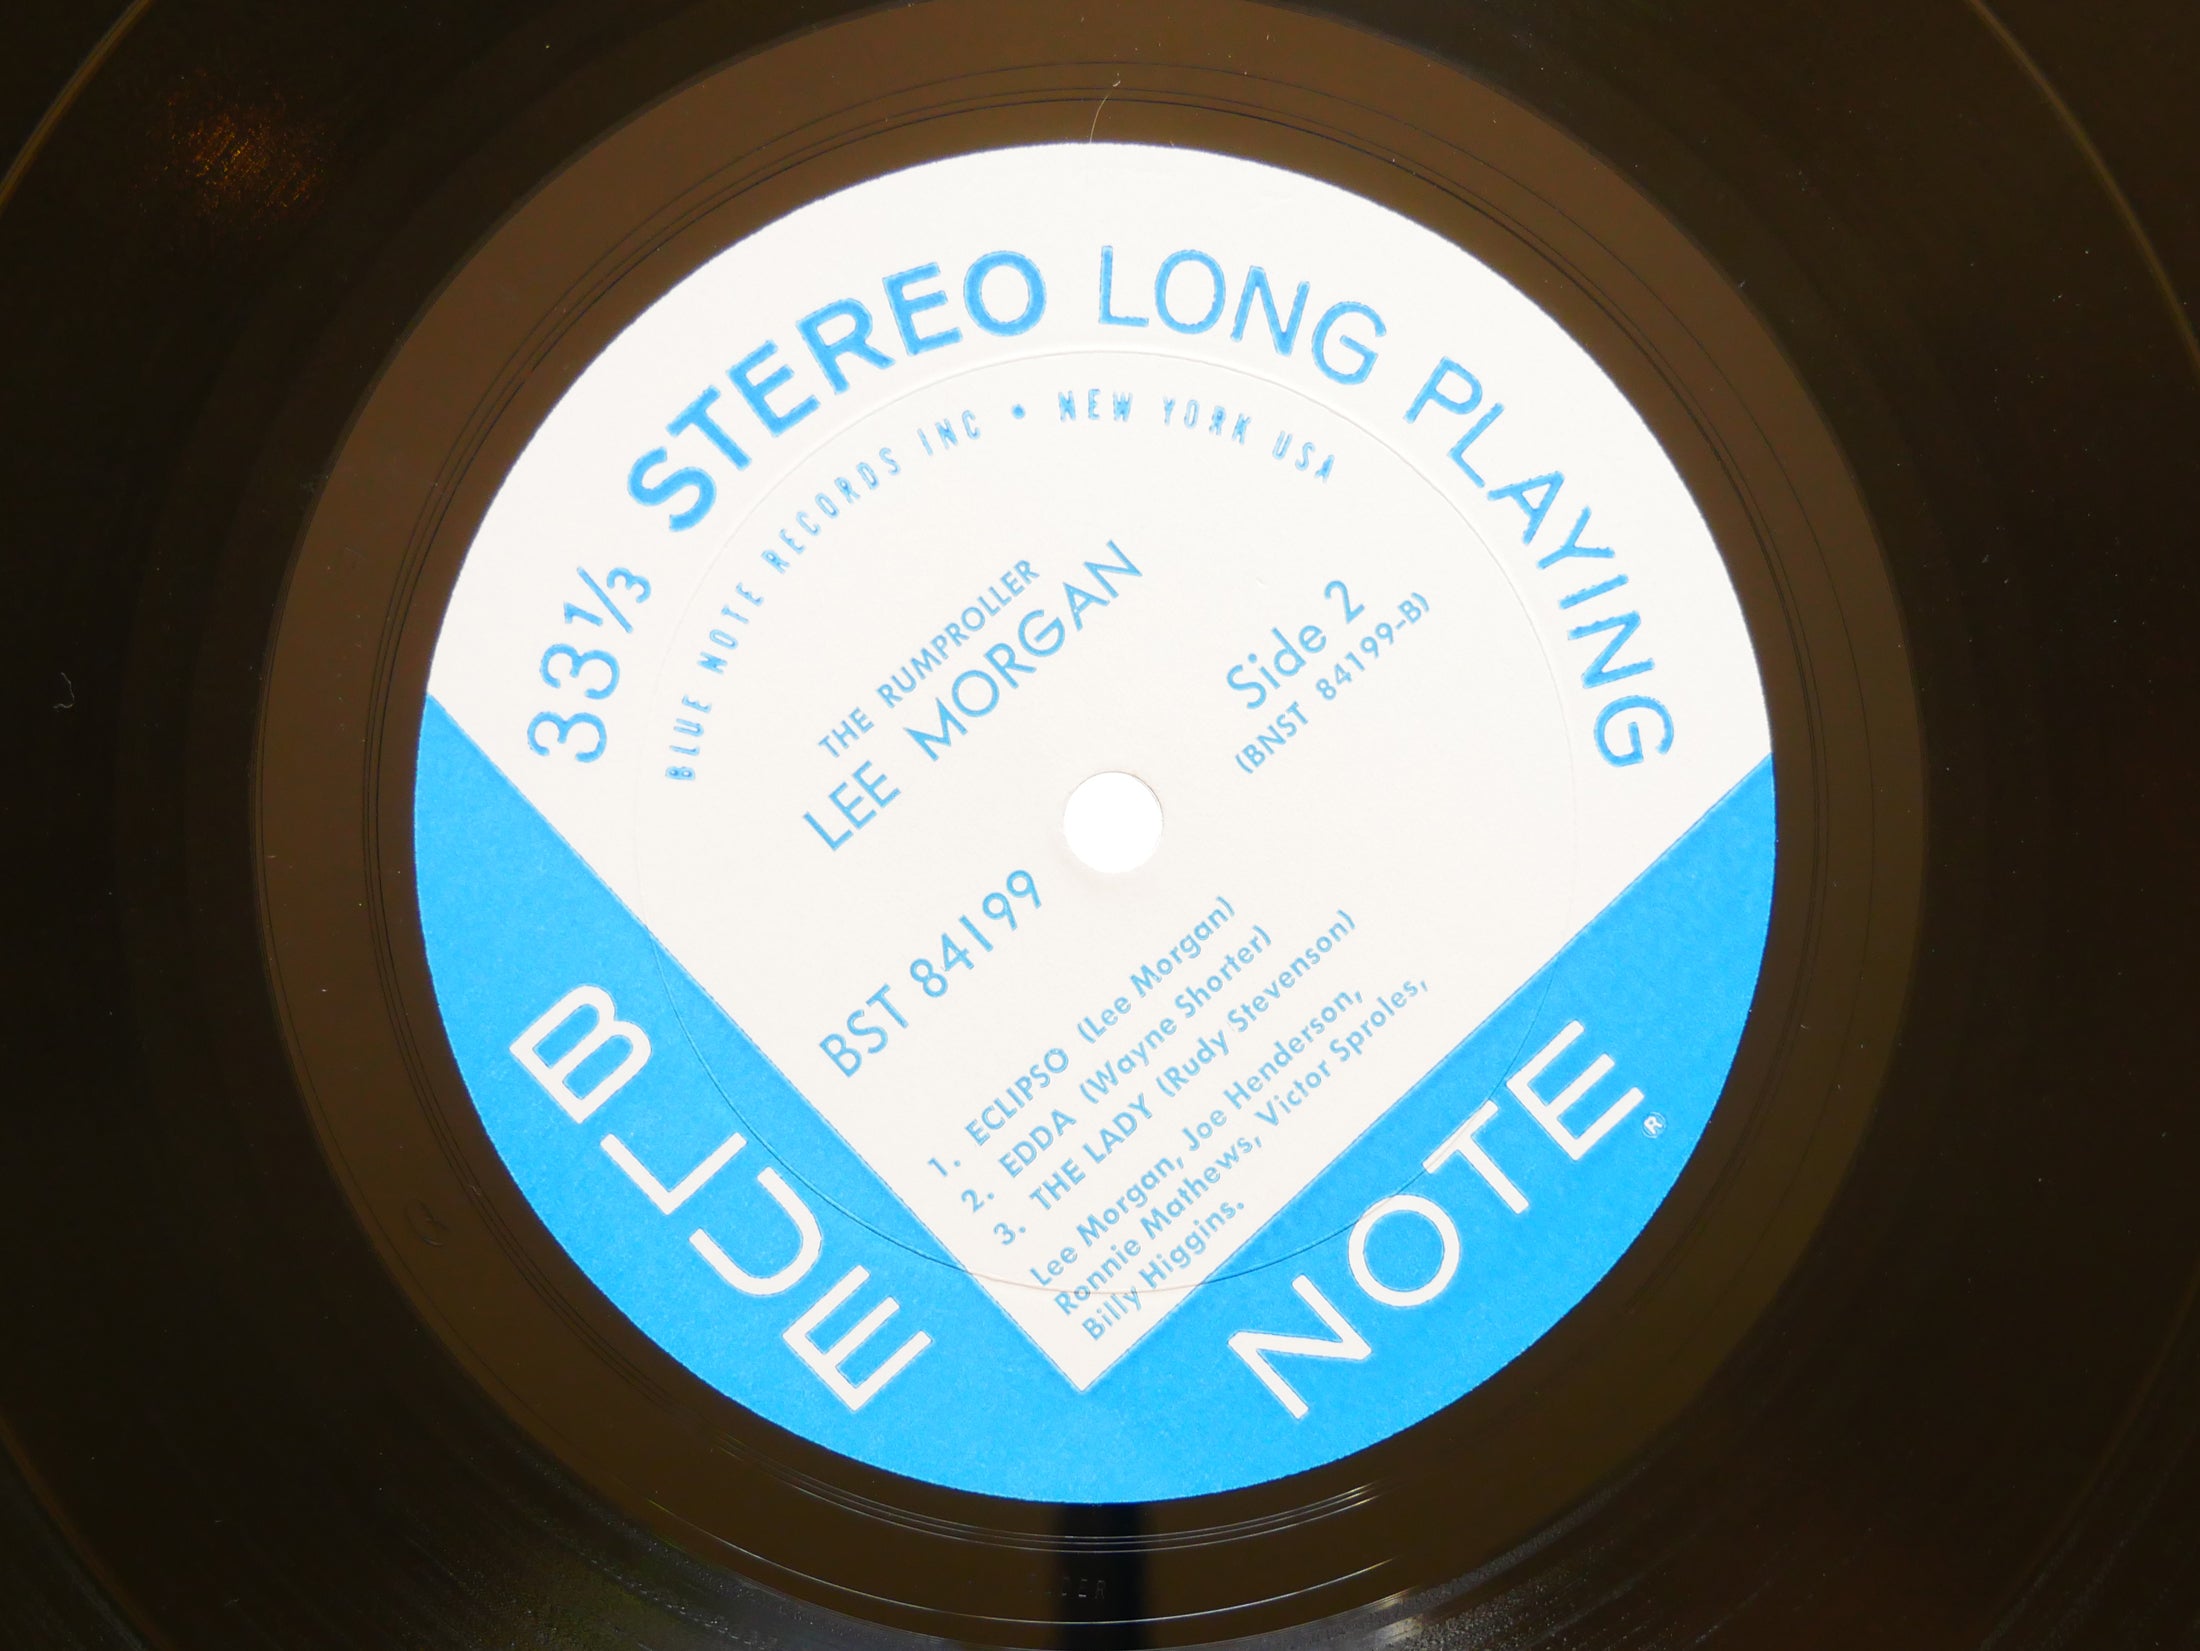 33⅓ STEREO LONG PLAYING
BLUE NOTE RECORDS INC • NEW YORK USA
THE RUMPROLLER
LEE MORGAN
Side 2
(BNST 84199-B)
BST 84199
1. ECLIPSO (Lee Morgan)
2. EDDA (Wayne Shorter)
3. THE LADY (Rudy Stevenson)
Lee Morgan, Joe Henderson,
Ronnie Mathews, Victor Sproles,
Billy Higgins.
BLUE NOTE®